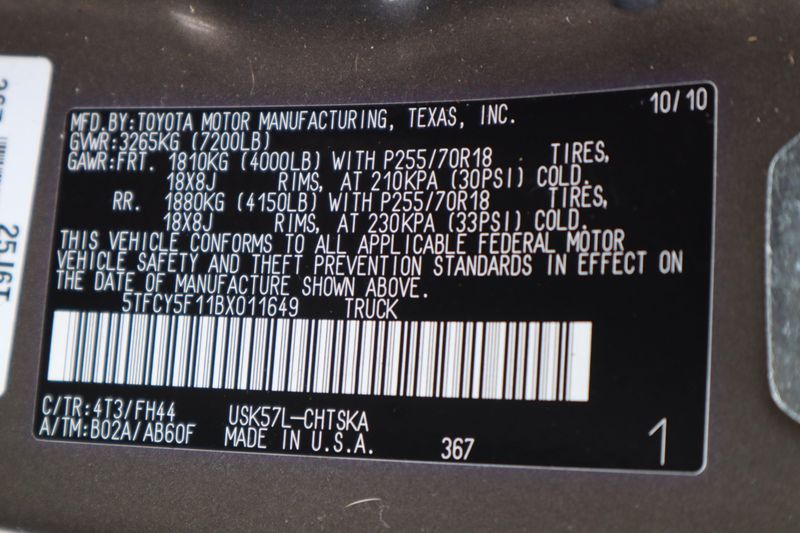 MFD.BY:TOYOTA MOTOR MANUFACTURING, TEXAS, INC. 10/10
GVWR:3265KG (7200LB)
GAWR:FRT. 1810KG (4000LB) WITH P255/70R18 TIRES,
18X8J RIMS, AT 210KPA (30PSI) COLD.
RR. 1880KG (4150LB) WITH P255/70R18 TIRES,
18X8J RIMS, AT 230KPA (33PSI) COLD.
THIS VEHICLE CONFORMS TO ALL APPLICABLE FEDERAL MOTOR
VEHICLE SAFETY AND THEFT PREVENTION STANDARDS IN EFFECT ON
THE DATE OF MANUFACTURE SHOWN ABOVE.
5TFCY5F11BX011649 TRUCK
C/TR:4T3/FH44 USK57L-CHTSKA
A/TM:B02A/AB60F MADE IN U.S.A. 367 1